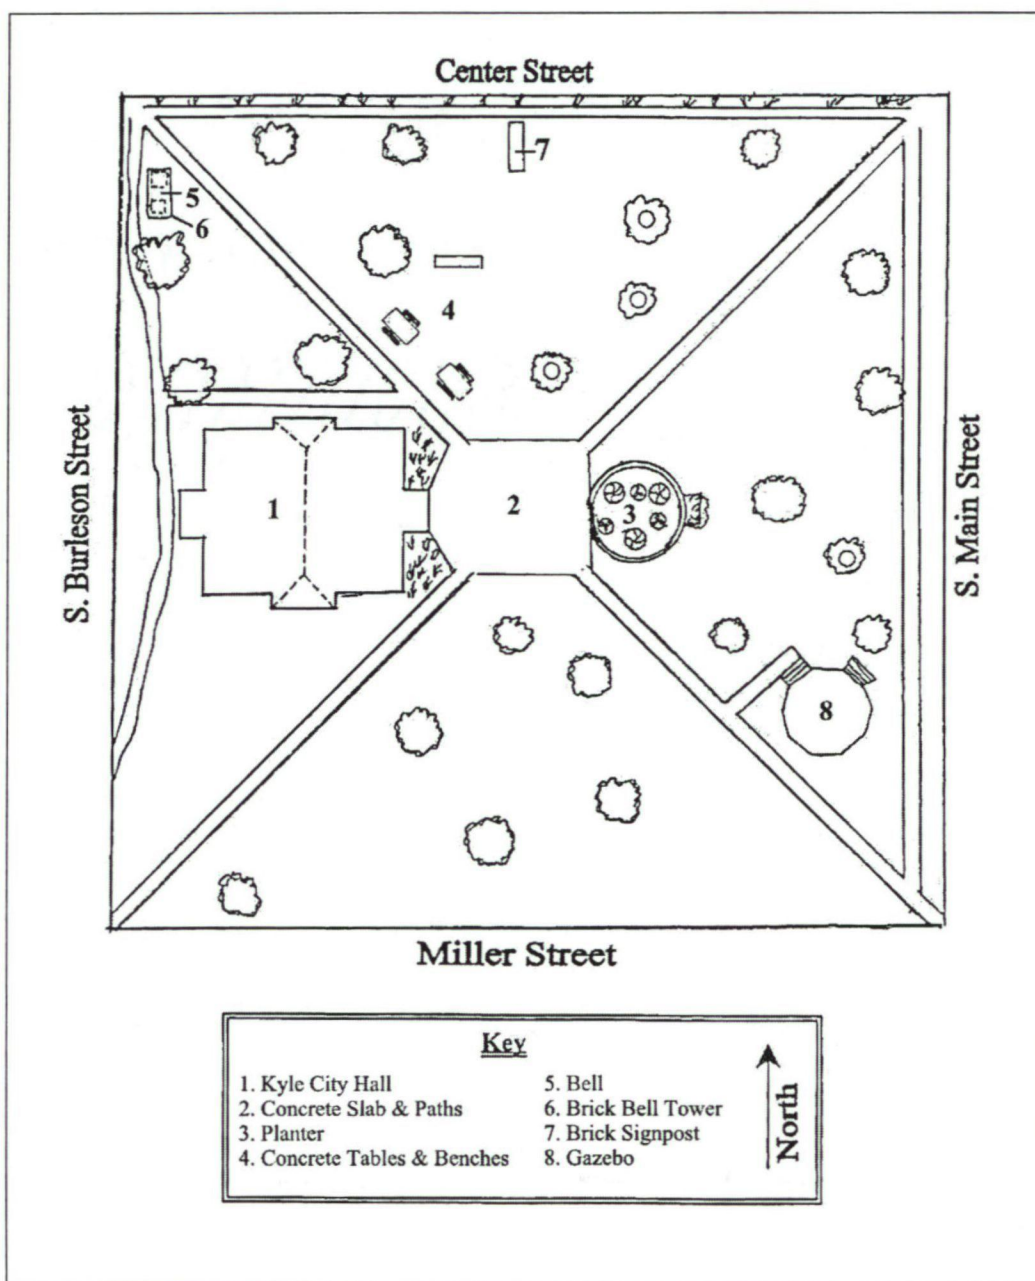 Center Street
7
5
6
4
S. Burleson Street
1
2
3
S. Main Street
8
Miller Street
Key
1. Kyle City Hall
2. Concrete Slab & Paths
3. Planter
4. Concrete Tables & Benches
5. Bell
6. Brick Bell Tower
7. Brick Signpost
8. Gazebo
North